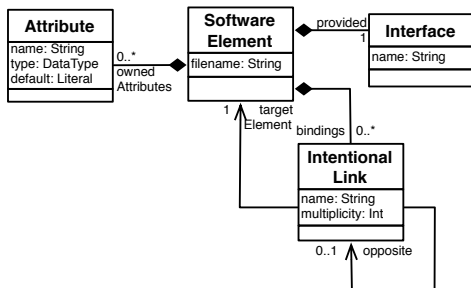 Attribute
name: String
type: DataType
default: Literal
0..*
owned
Attributes
Software
Element
filename: String
provided
1
Interface
name: String
1
target
Element
bindings
0..*
Intentional
Link
name: String
multiplicity: Int
0..1
opposite